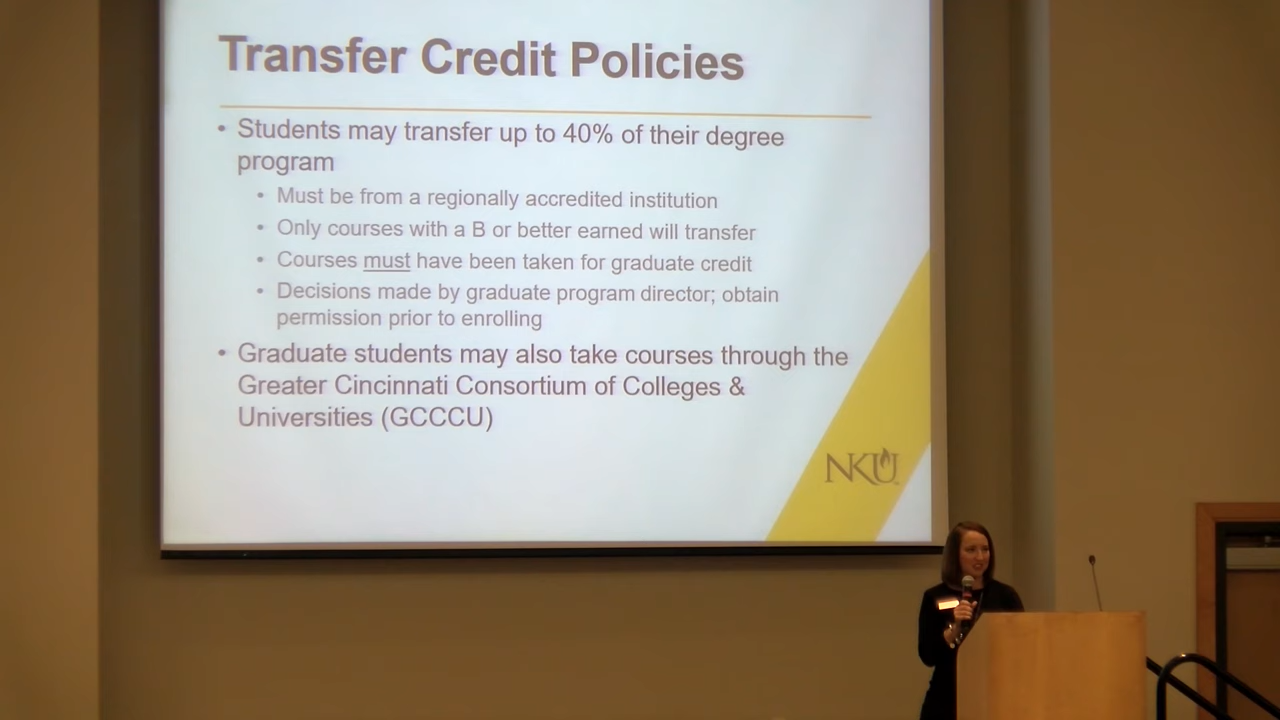 Transfer Credit Policies
• Students may transfer up to 40% of their degree
program
• Must be from a regionally accredited institution
• Only courses with a B or better earned will transfer
• Courses must have been taken for graduate credit
• Decisions made by graduate program director; obtain
permission prior to enrolling
• Graduate students may also take courses through the
Greater Cincinnati Consortium of Colleges &
Universities (GCCCU)
NKU